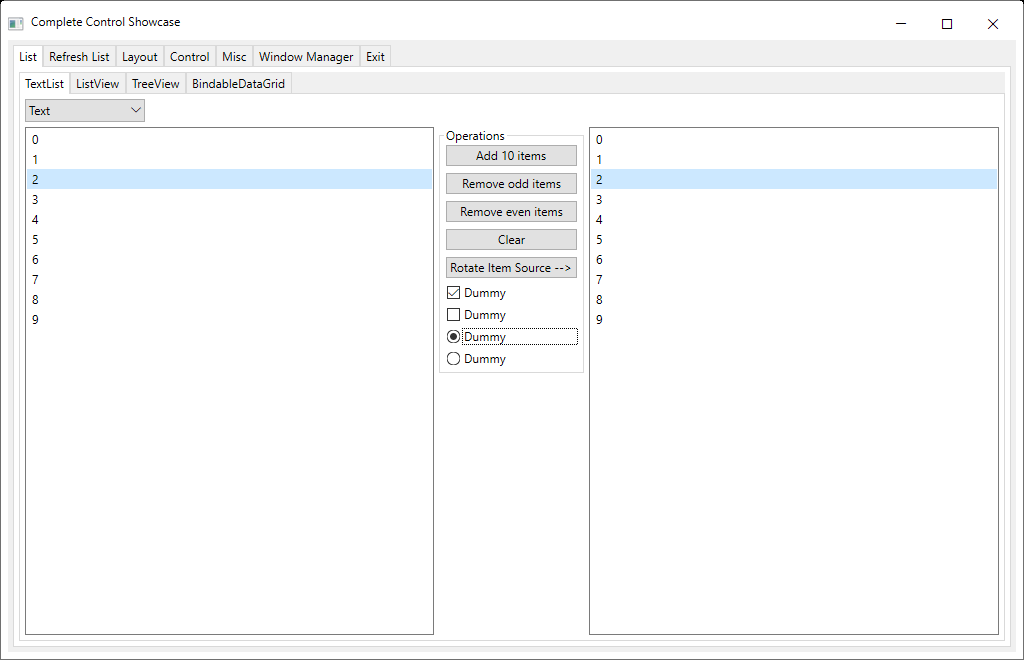 Complete Control Showcase
List Refresh List Layout Control Misc Window Manager Exit
TextList ListView TreeView BindableDataGrid
Text
0
1
2
3
4
5
6
7
8
9
Operations
Add 10 items
Remove odd items
Remove even items
Clear
Rotate Item Source -->
Dummy
Dummy
Dummy
Dummy
0
1
2
3
4
5
6
7
8
9